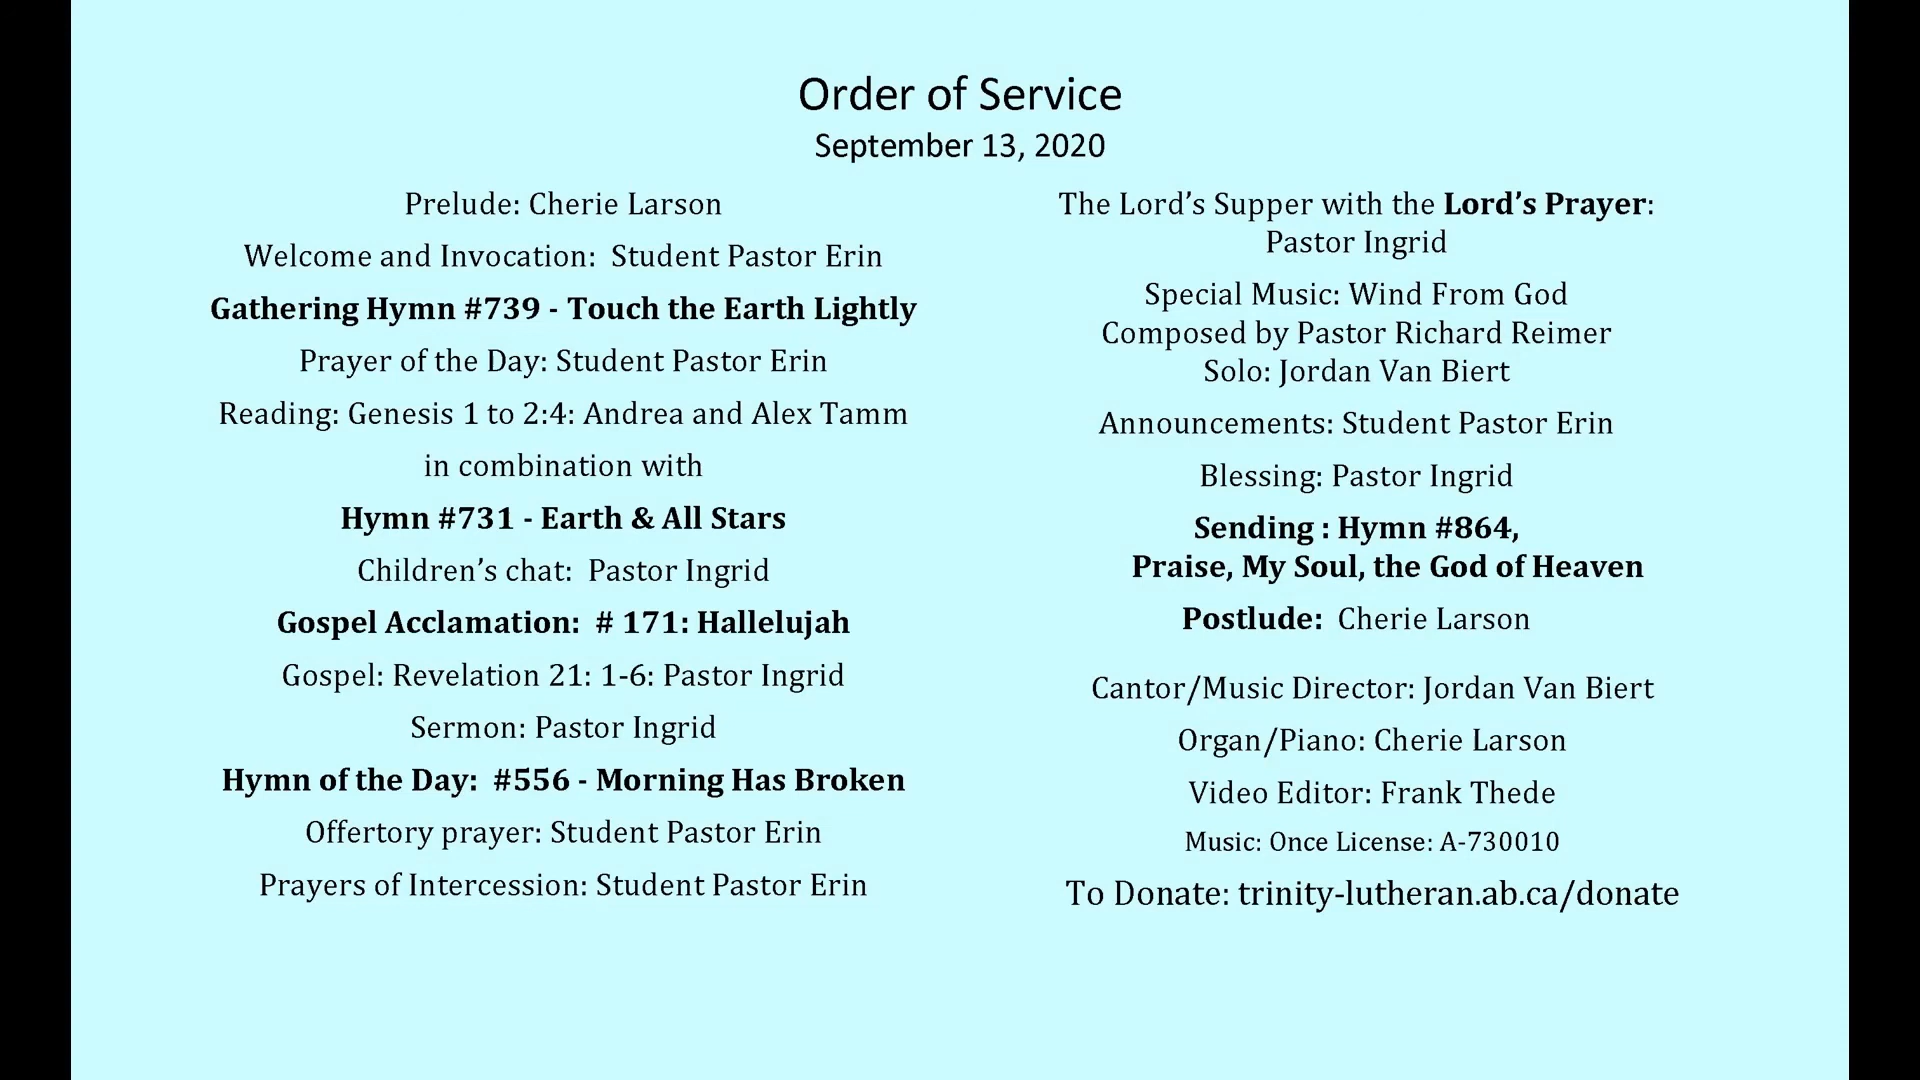 Order of Service
September 13, 2020
Prelude: Cherie Larson
Welcome and Invocation: Student Pastor Erin
Gathering Hymn #739 - Touch the Earth Lightly
Prayer of the Day: Student Pastor Erin
Reading: Genesis 1 to 2:4: Andrea and Alex Tamm
in combination with
Hymn #731 - Earth & All Stars
Children’s chat: Pastor Ingrid
Gospel Acclamation: # 171: Hallelujah
Gospel: Revelation 21: 1-6: Pastor Ingrid
Sermon: Pastor Ingrid
Hymn of the Day: #556 - Morning Has Broken
Offertory prayer: Student Pastor Erin
Prayers of Intercession: Student Pastor Erin
The Lord’s Supper with the Lord’s Prayer:
Pastor Ingrid
Special Music: Wind From God
Composed by Pastor Richard Reimer
Solo: Jordan Van Biert
Announcements: Student Pastor Erin
Blessing: Pastor Ingrid
Sending : Hymn #864,
Praise, My Soul, the God of Heaven
Postlude: Cherie Larson
Cantor/Music Director: Jordan Van Biert
Organ/Piano: Cherie Larson
Video Editor: Frank Thede
Music: Once License: A-730010
To Donate: trinity-lutheran.ab.ca/donate